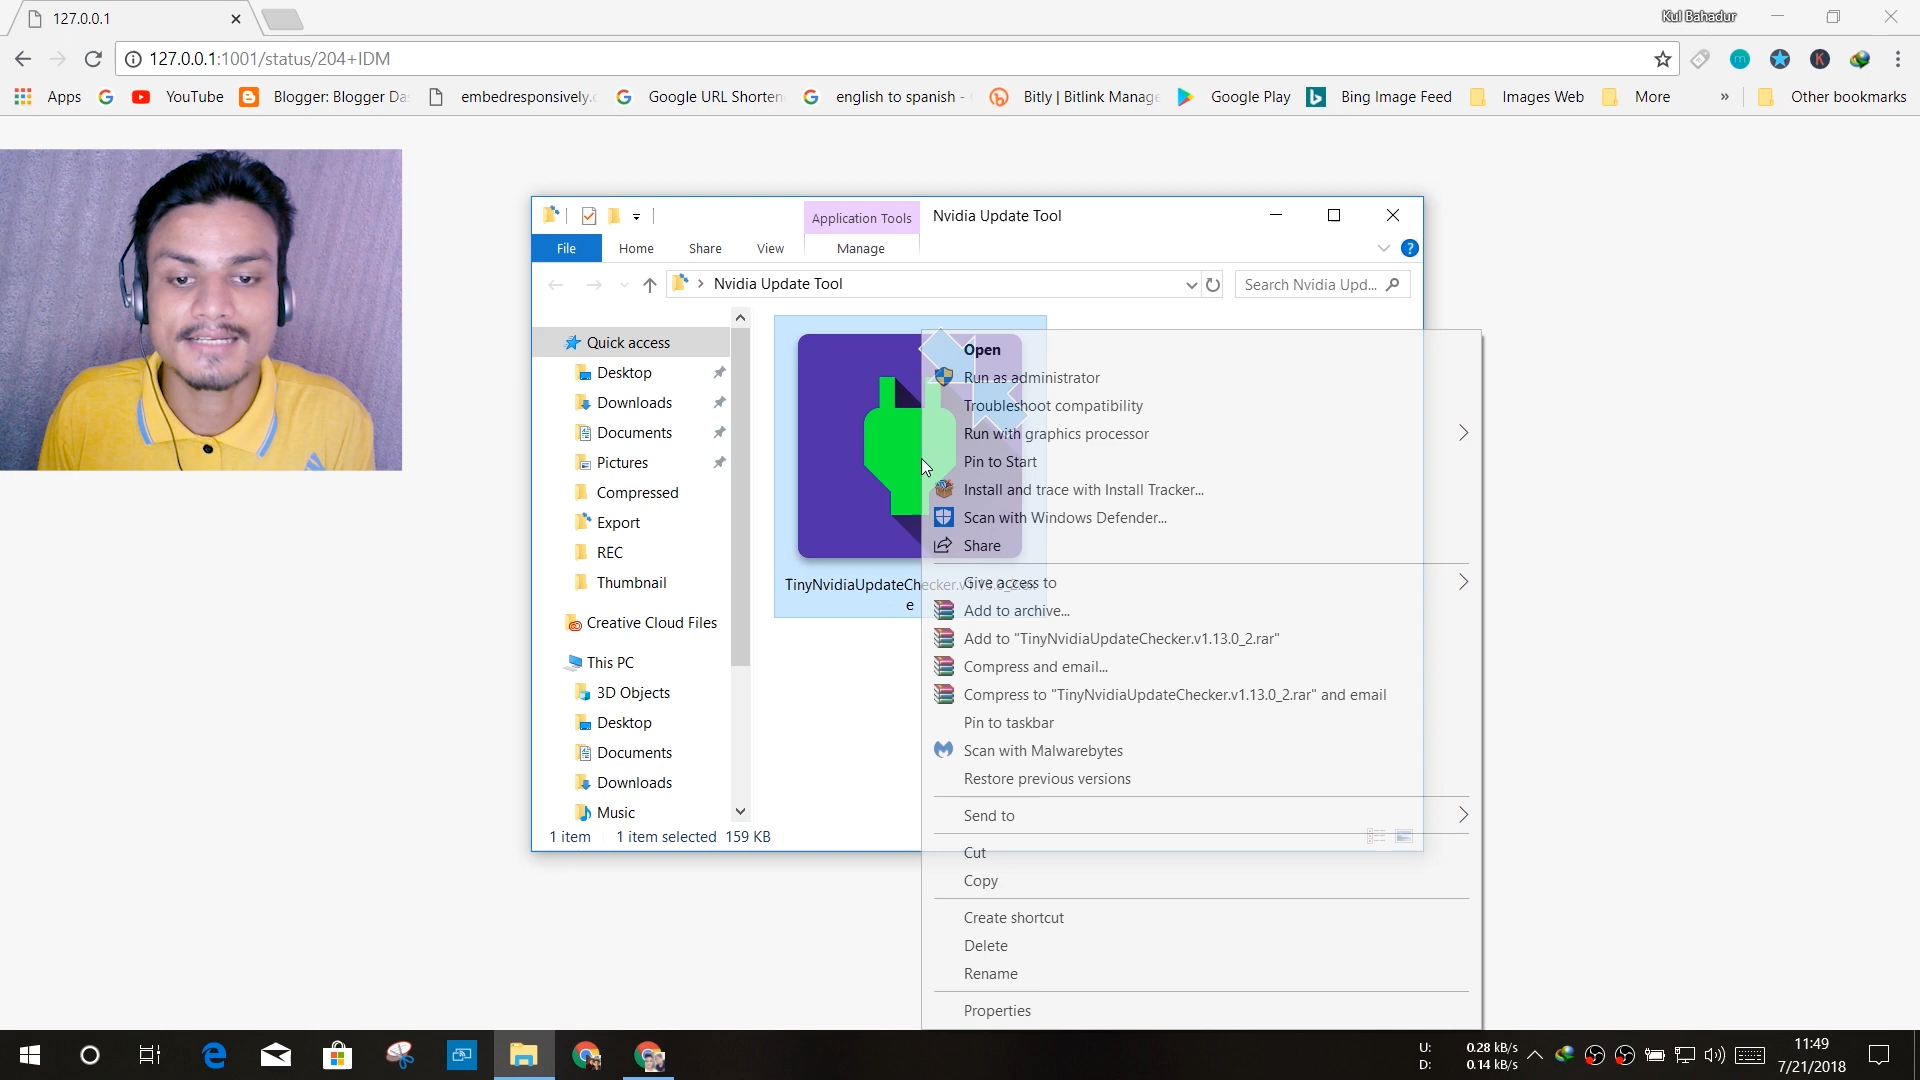 127.0.0.1
Kul Bahadur
127.0.0.1:1001/status/204+IDM
Apps
YouTube
Blogger: Blogger Da
embedresponsively.c
Google URL Shorten
english to spanish -
Bitly | Bitlink Manage
Google Play
Bing Image Feed
Images Web
More
»
Other bookmarks
Application Tools
Nvidia Update Tool
File
Home
Share
View
Manage
Nvidia Update Tool
Search Nvidia Upd...
Quick access
Desktop
Downloads
Documents
Pictures
Compressed
Export
REC
Thumbnail
Creative Cloud Files
This PC
3D Objects
Desktop
Documents
Downloads
Music
TinyNvidiaUpdateChecker.v1.13.0_2.ex
e
1 item
1 item selected 159 KB
Open
Run as administrator
Troubleshoot compatibility
Run with graphics processor
Pin to Start
Install and trace with Install Tracker...
Scan with Windows Defender...
Share
Give access to
Add to archive...
Add to "TinyNvidiaUpdateChecker.v1.13.0_2.rar"
Compress and email...
Compress to "TinyNvidiaUpdateChecker.v1.13.0_2.rar" and email
Pin to taskbar
Scan with Malwarebytes
Restore previous versions
Send to
Cut
Copy
Create shortcut
Delete
Rename
Properties
U: 0.28 kB/s
D: 0.14 kB/s
11:49
7/21/2018